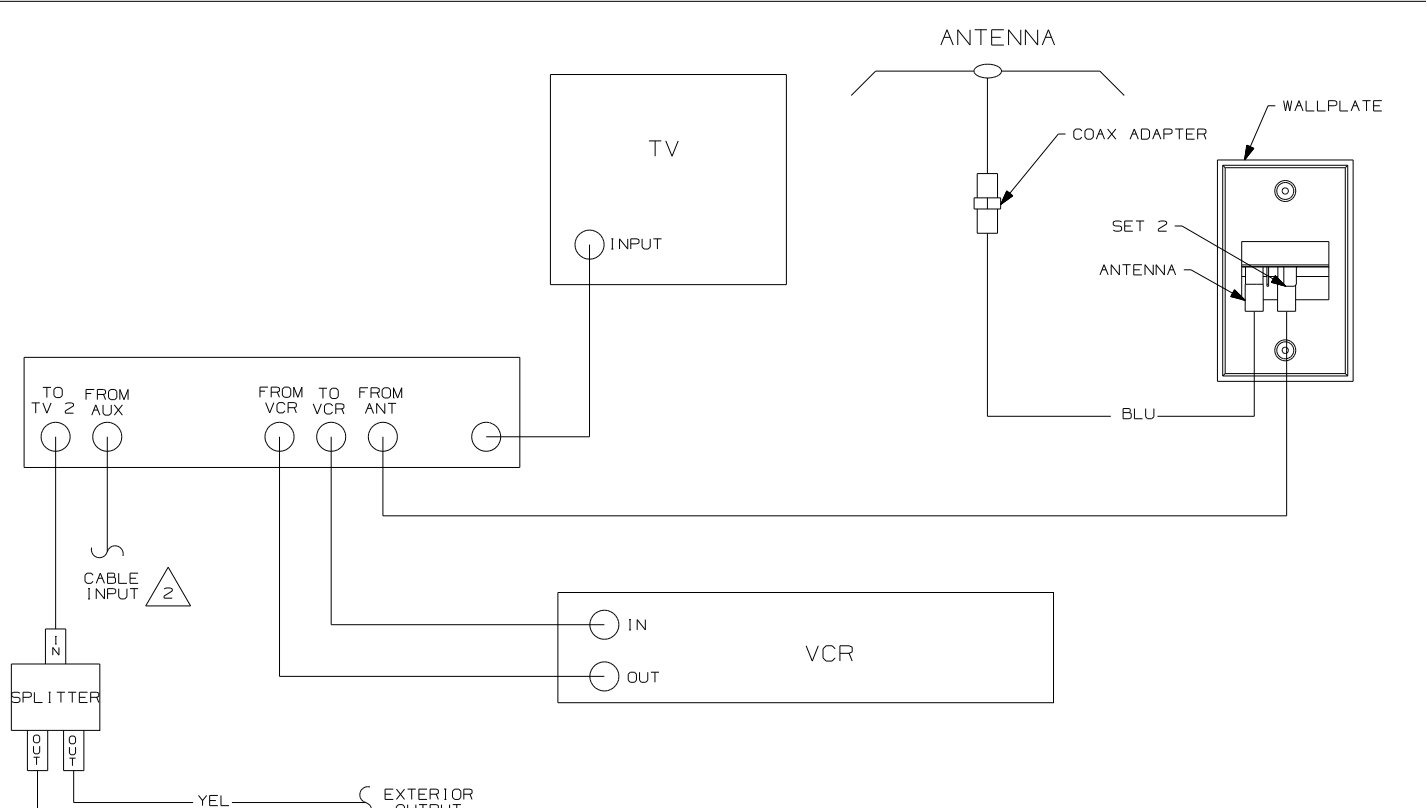 ANTENNA
WALLPLATE
COAX ADAPTER
TV
SET 2
INPUT
ANTENNA
TO
TV 2
FROM
AUX
FROM
VCR
TO
VCR
FROM
ANT
BLU
CABLE
INPUT
2
IN
IN
VCR
OUT
SPLITTER
OUT
OUT
YEL
EXTERIOR
OUTPUT